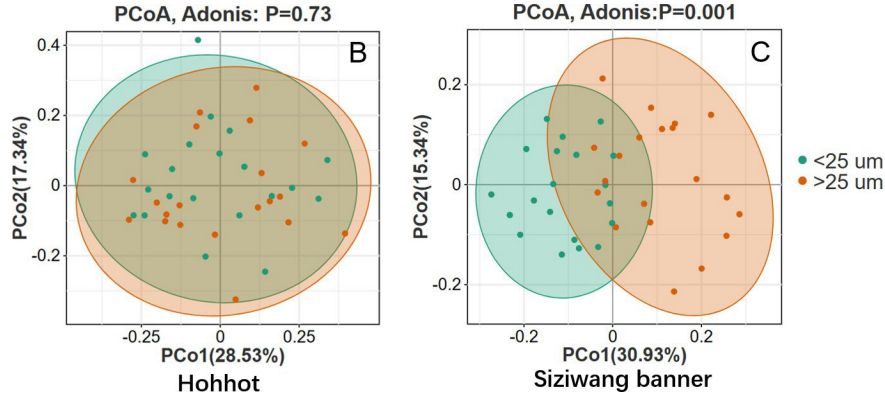 PCoA, Adonis: P=0.73
B
0.4
0.2
0
-0.2
PCo2(17.34%)
-0.25
0
0.25
PCo1(28.53%)
Hohhot
PCoA, Adonis:P=0.001
C
0.2
0
-0.2
PCo2(15.34%)
-0.2
0
0.2
PCo1(30.93%)
Siziwang banner
<25 um
>25 um